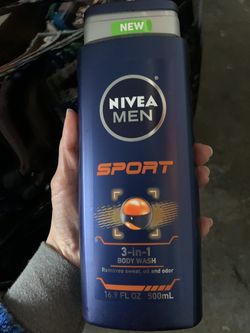 NEW
NIVEA
MEN
SPORT
3-in-1
BODY WASH
Removes sweat, oil and odor
16.9 FL OZ 500mL